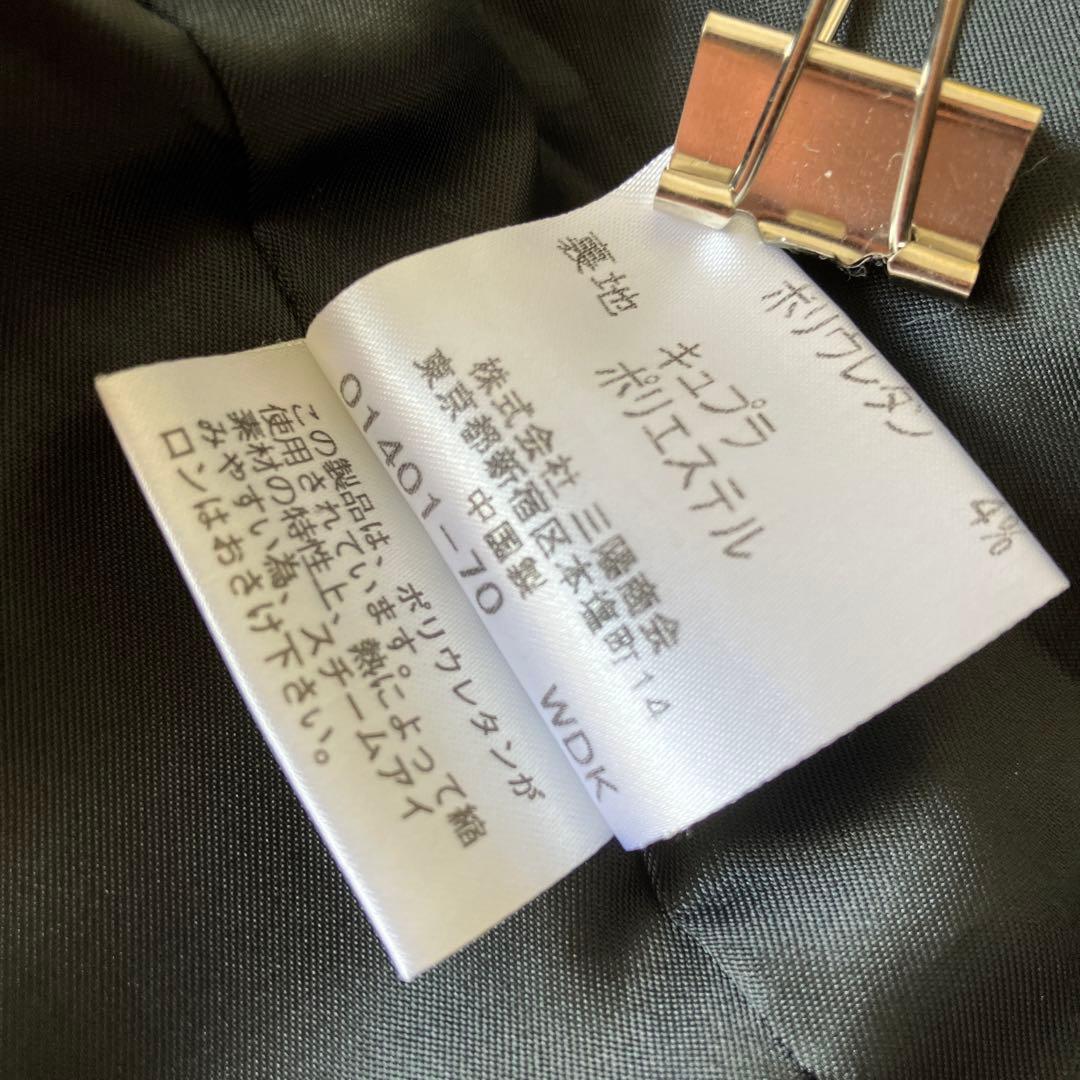 ポリウレタン 4%
裏地 キュプラ
ポリエステル
株式会社 三陽商会
東京都新宿区本塩町14
中国製
01401-70 WDK
この製品は、ポリウレタンが
使用されています。熱によって縮
素材の特性上、スチームアイ
みやすい為、
ロンはおさけ下さい。